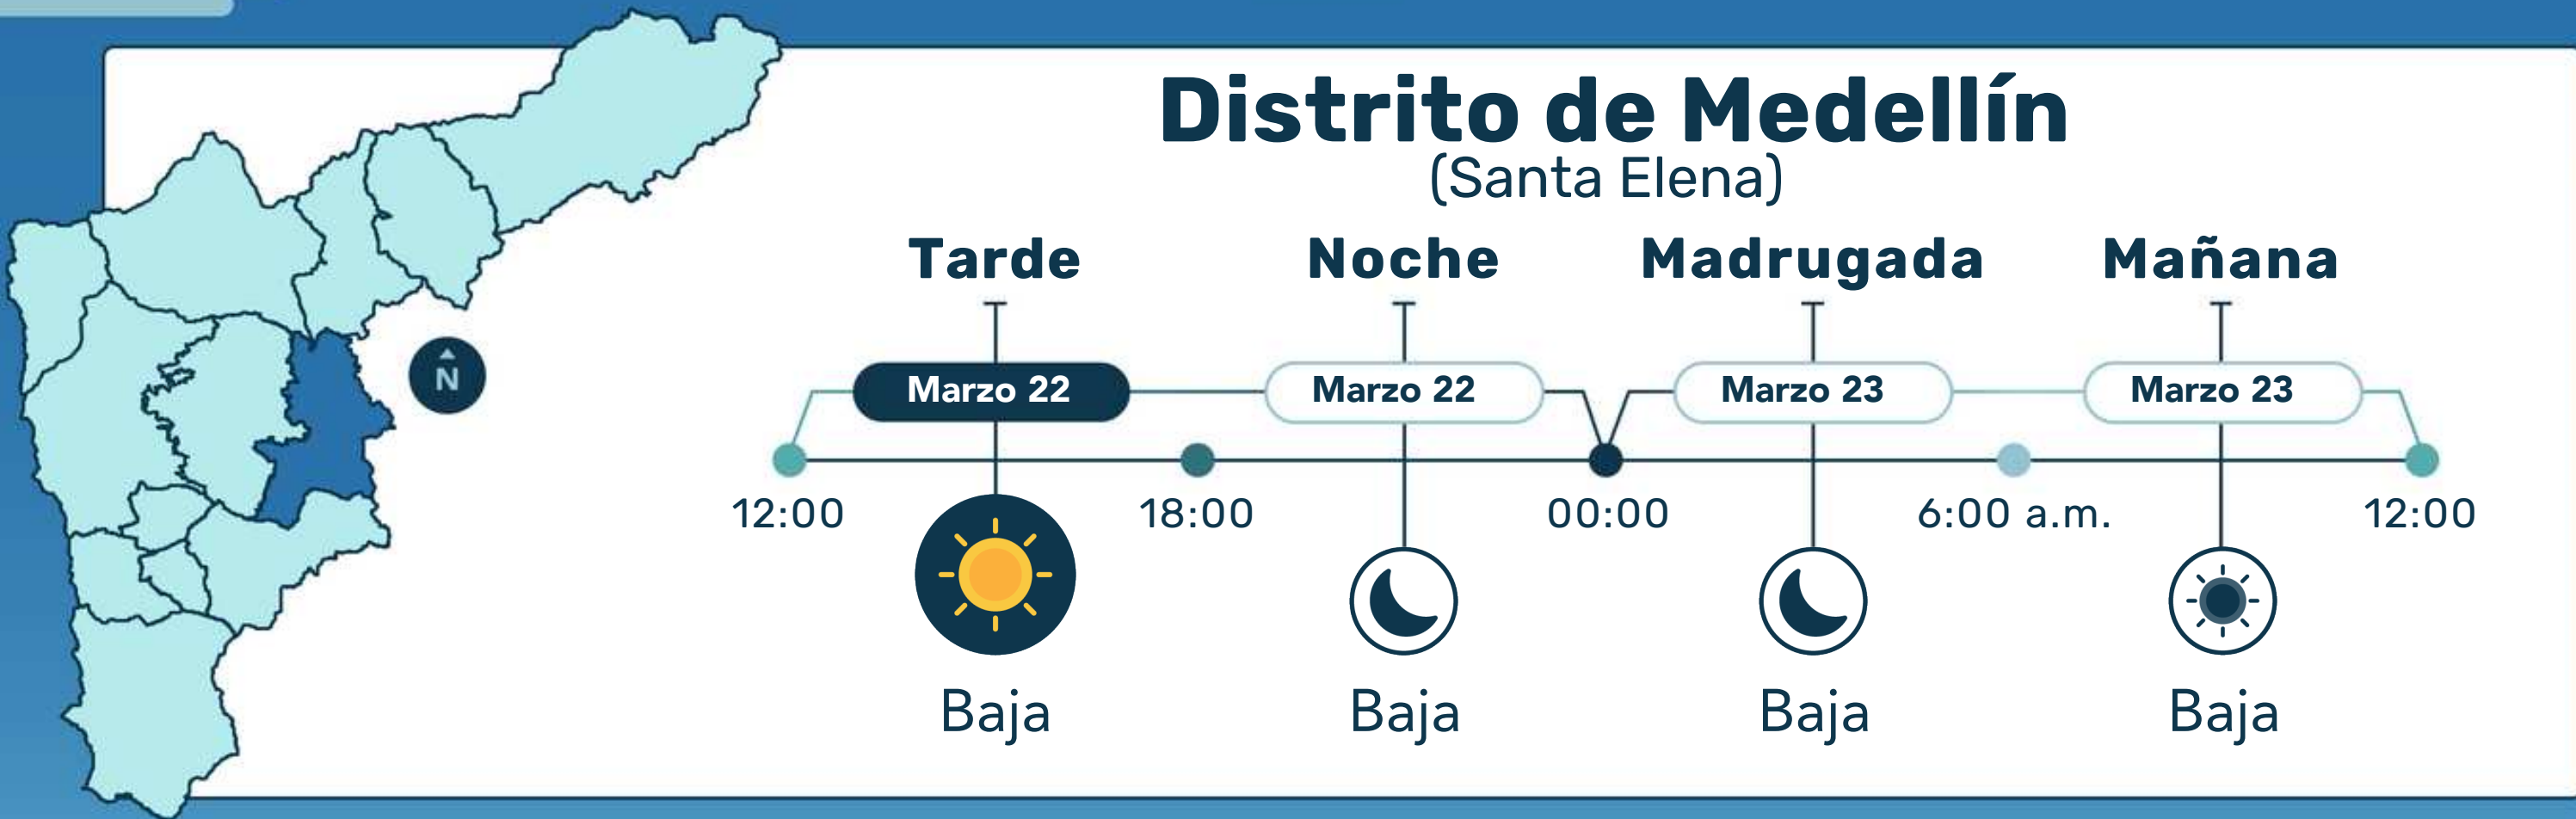 Distrito de Medellín
(Santa Elena)
Tarde Noche Madrugada Mañana
Marzo 22 Marzo 22 Marzo 23 Marzo 23
N
12:00 18:00 00:00 6:00 a.m. 12:00
Baja Baja Baja Baja